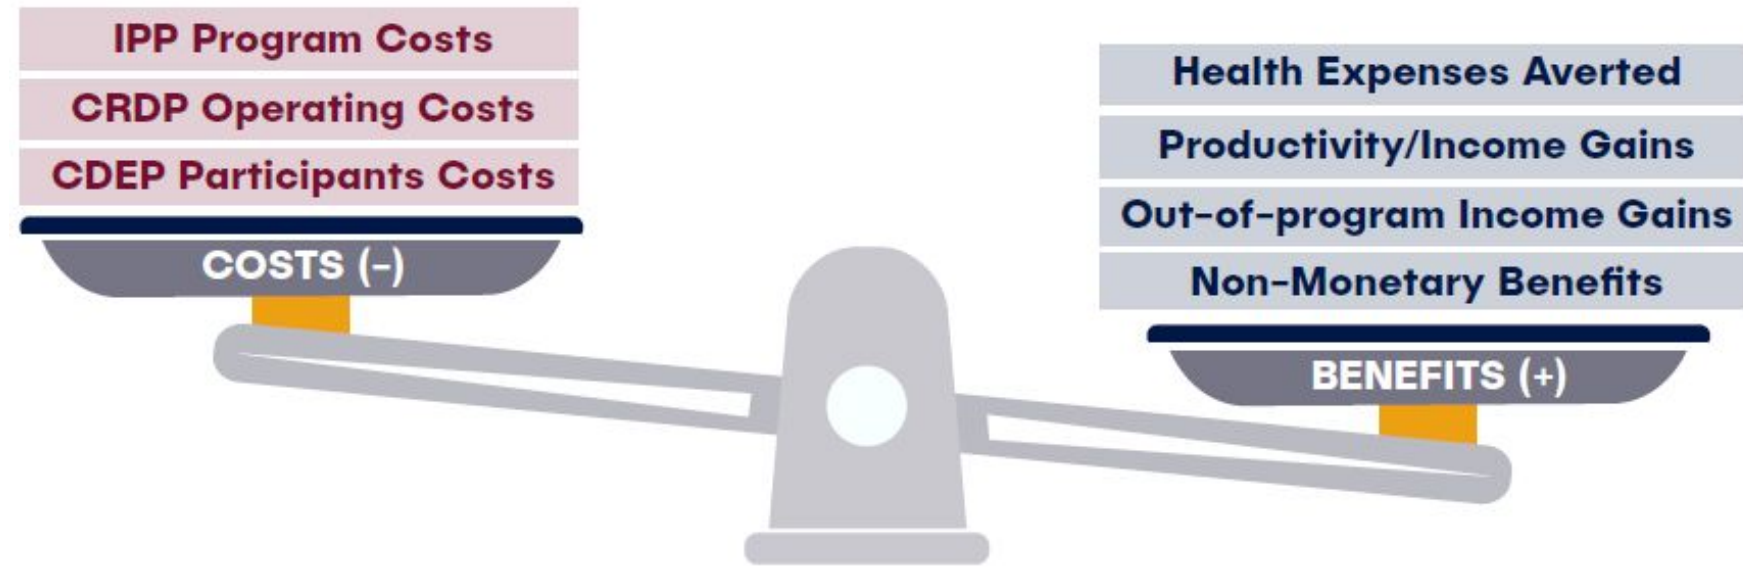 IPP Program Costs
CRDP Operating Costs
CDEP Participants Costs
COSTS (-)
Health Expenses Averted
Productivity/Income Gains
Out-of-program Income Gains
Non-Monetary Benefits
BENEFITS (+)